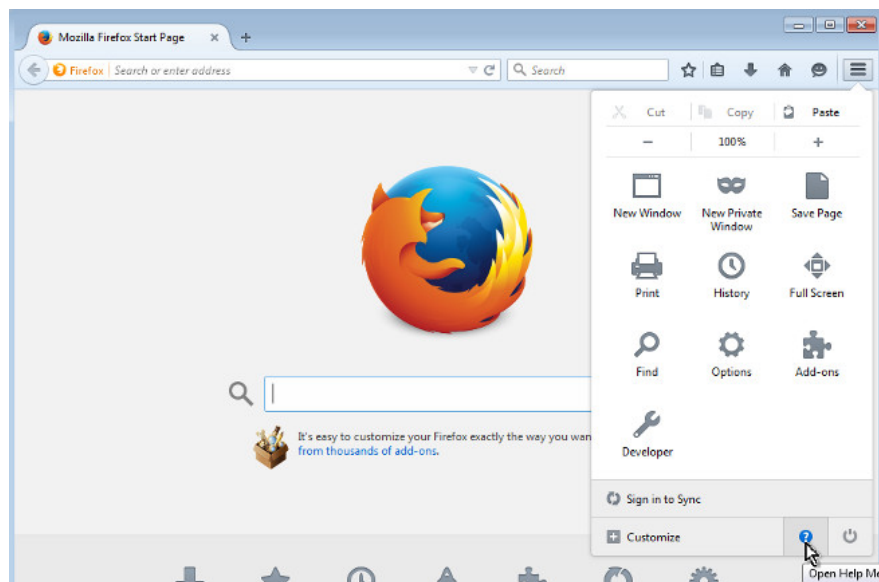 Mozilla Firefox Start Page
Firefox Search or enter address
Search
Cut Copy Paste
100%
New Window New Private Window Save Page
Print History Full Screen
Find Options Add-ons
Developer
It's easy to customize your Firefox exactly the way you wan
from thousands of add-ons.
Sign in to Sync
Customize
Open Help Me